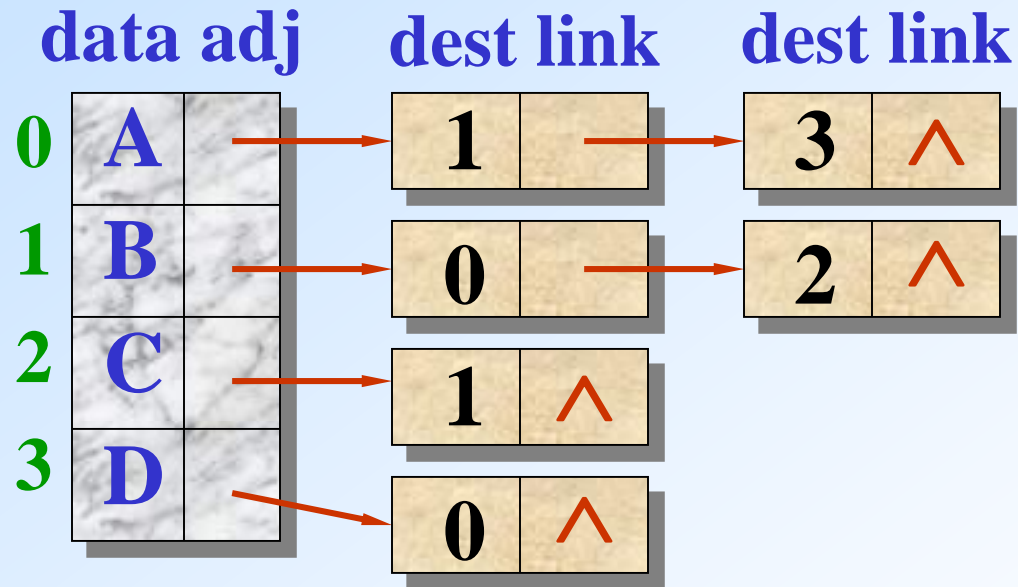 data adj dest link dest link
0 A 1 3 ∧
1 B 0 2 ∧
2 C 1 ∧
3 D 0 ∧